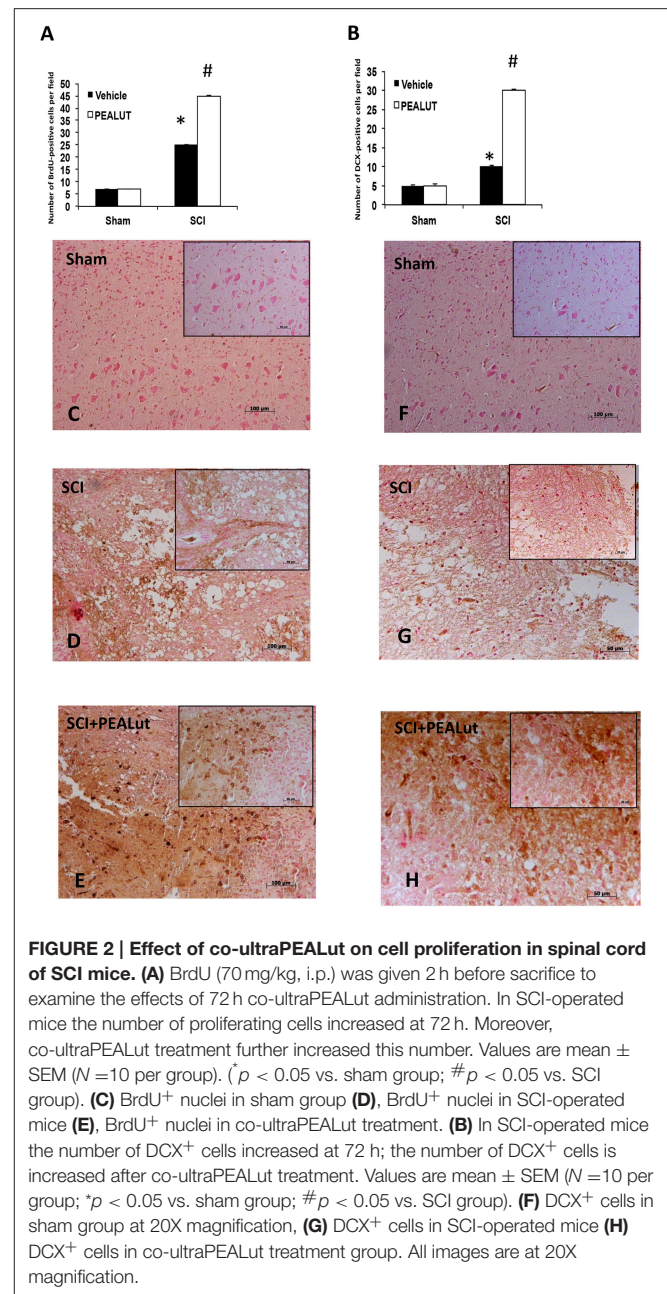 A
Number of BrdU-positive cells per field
50
45
40
35
30
25
20
15
10
5
0
Vehicle
PEALUT
*
#
Sham
SCI
B
Number of DCX-positive cells per field
35
30
25
20
15
10
5
0
Vehicle
PEALUT
*
#
Sham
SCI
Sham
100 µm
C
Sham
100 µm
F
SCI
100 µm
D
SCI
50 µm
G
SCI+PEALut
100 µm
E
SCI+PEALut
50 µm
H
FIGURE 2 | Effect of co-ultraPEALut on cell proliferation in spinal cord
of SCI mice. (A) BrdU (70 mg/kg, i.p.) was given 2 h before sacrifice to
examine the effects of 72 h co-ultraPEALut administration. In SCI-operated
mice the number of proliferating cells increased at 72 h. Moreover,
co-ultraPEALut treatment further increased this number. Values are mean ±
SEM (N =10 per group). (*p < 0.05 vs. sham group; #p < 0.05 vs. SCI
group). (C) BrdU+ nuclei in sham group (D), BrdU+ nuclei in SCI-operated
mice (E), BrdU+ nuclei in co-ultraPEALut treatment. (B) In SCI-operated mice
the number of DCX+ cells increased at 72 h; the number of DCX+ cells is
increased after co-ultraPEALut treatment. Values are mean ± SEM (N =10 per
group; *p < 0.05 vs. sham group; #p < 0.05 vs. SCI group). (F) DCX+ cells in
sham group at 20X magnification, (G) DCX+ cells in SCI-operated mice (H)
DCX+ cells in co-ultraPEALut treatment group. All images are at 20X
magnification.